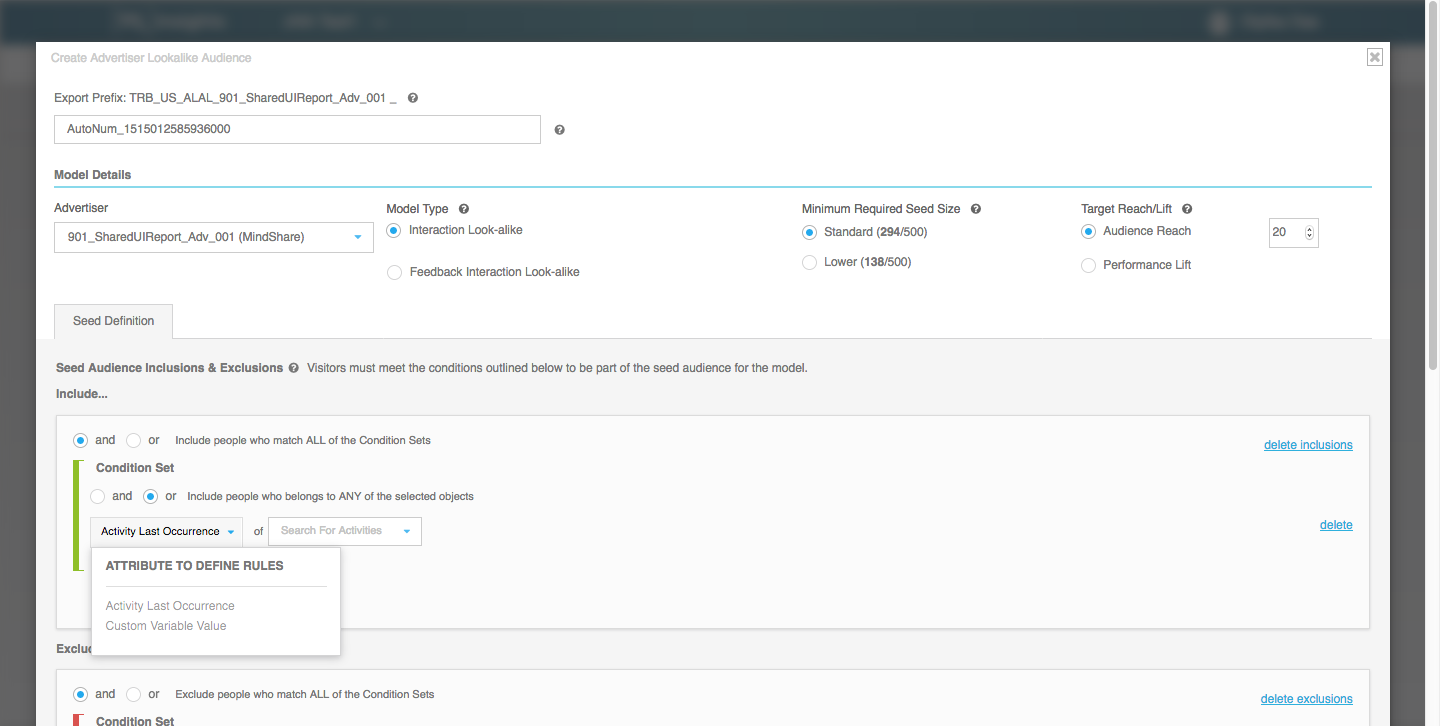 Create Advertiser Lookalike Audience
Export Prefix: TRB_US_ALAL_901_SharedUIReport_Adv_001 _
AutoNum_1515012585936000
Model Details
Advertiser
901_SharedUIReport_Adv_001 (MindShare)
Model Type
Interaction Look-alike
Feedback Interaction Look-alike
Minimum Required Seed Size
Standard (294/500)
Lower (138/500)
Target Reach/Lift
Audience Reach
20
Performance Lift
Seed Definition
Seed Audience Inclusions & Exclusions Visitors must meet the conditions outlined below to be part of the seed audience for the model.
Include...
and or Include people who match ALL of the Condition Sets
delete inclusions
Condition Set
and or Include people who belongs to ANY of the selected objects
Activity Last Occurrence of Search For Activities
delete
ATTRIBUTE TO DEFINE RULES
Activity Last Occurrence
Custom Variable Value
and or Exclude people who match ALL of the Condition Sets
delete exclusions
Condition Set